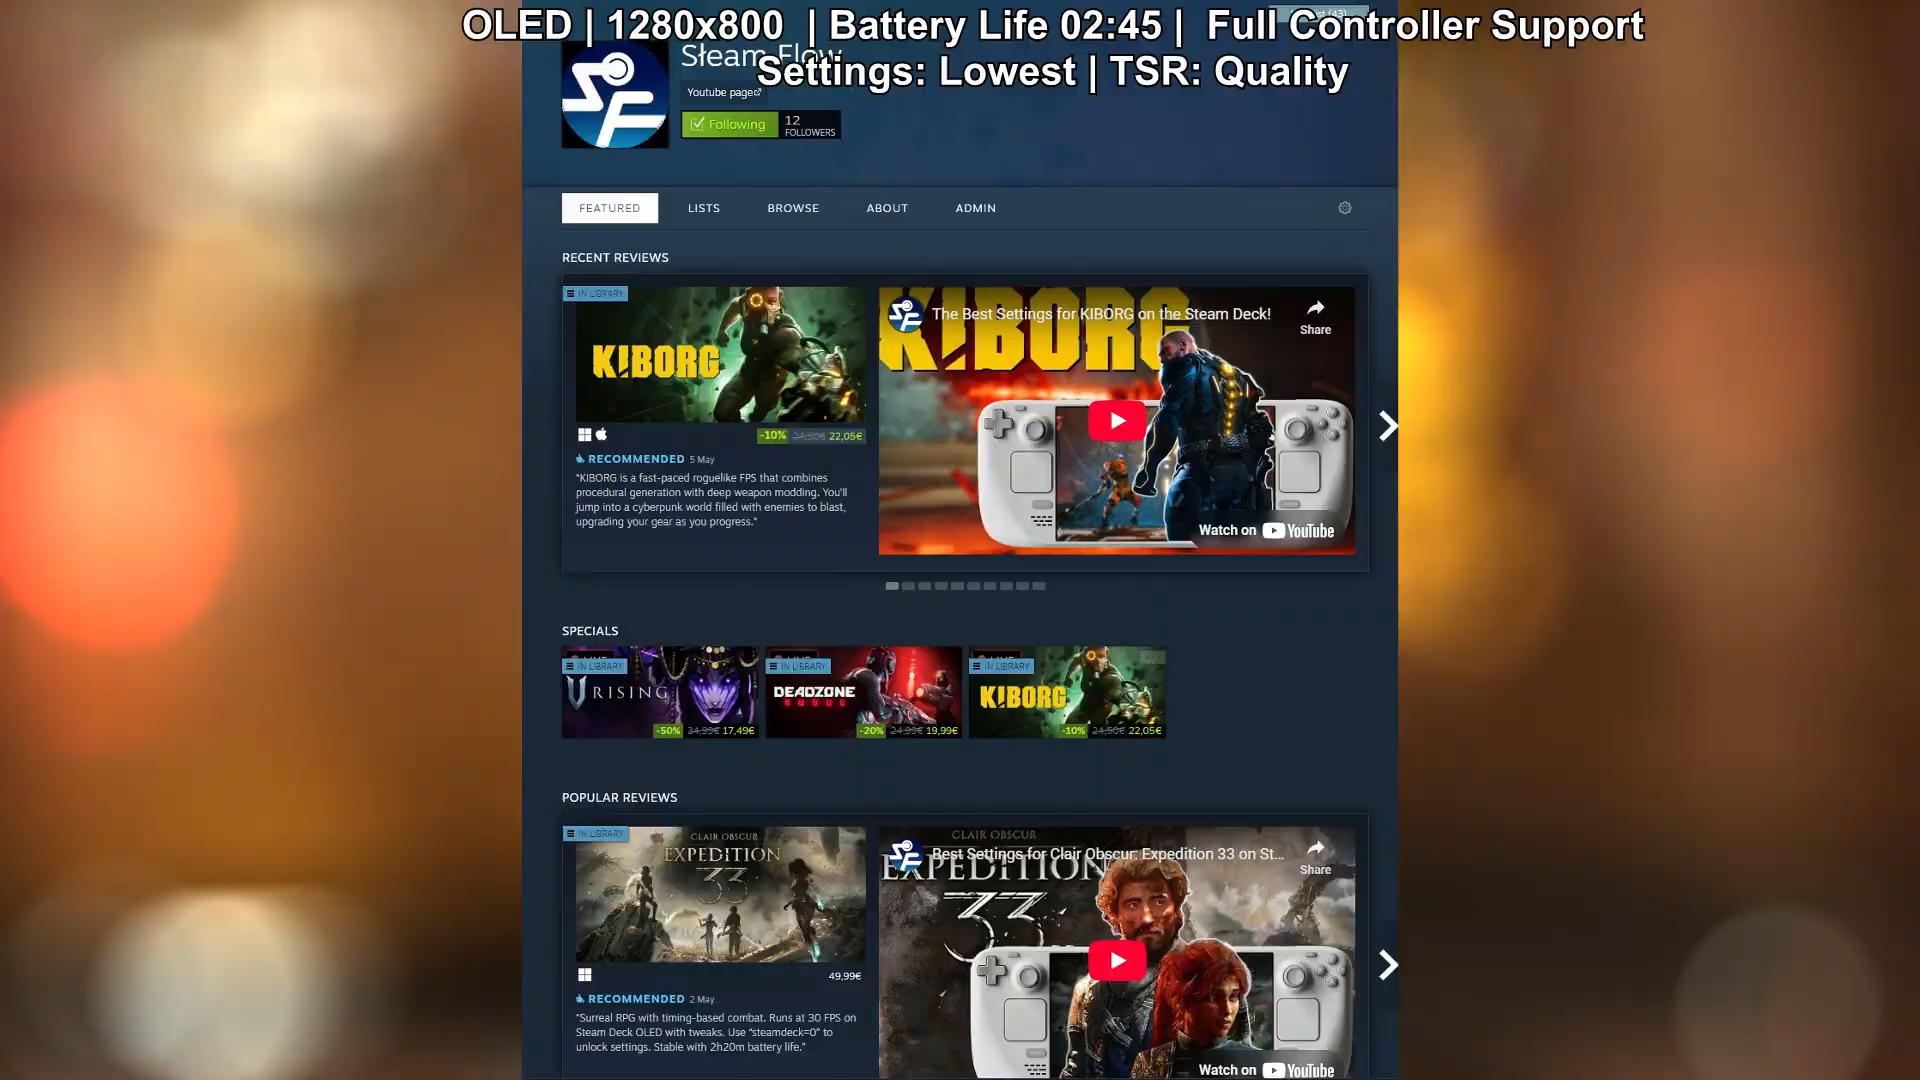 OLED | 1280x800 | Battery Life 02:45 | Full Controller Support
Settings: Lowest | TSR: Quality
Steam Flow
Youtube page
Following
12
FOLLOWERS
FEATURED
LISTS
BROWSE
ABOUT
ADMIN
RECENT REVIEWS
IN LIBRARY
KIBORG
-10% 24,50€ 22,05€
RECOMMENDED 5 May
"KIBORG is a fast-paced roguelike FPS that combines
procedural generation with deep weapon modding. You'll
jump into a cyberpunk world filled with enemies to blast,
upgrading your gear as you progress."
KIBORG
The Best Settings for KIBORG on the Steam Deck!
Share
Watch on YouTube
SPECIALS
IN LIBRARY
V RISING
-50% 34,99€ 17,49€
IN LIBRARY
DEADZONE
ROGUE
-20% 24,99€ 19,99€
IN LIBRARY
KIBORG
-10% 24,50€ 22,05€
POPULAR REVIEWS
IN LIBRARY
CLAIR OBSCUR
EXPEDITION
33
49,99€
RECOMMENDED 2 May
"Surreal RPG with timing-based combat. Runs at 30 FPS on
Steam Deck OLED with tweaks. Use "steamdeck=0" to
unlock settings. Stable with 2h20m battery life."
CLAIR OBSCUR
Best Settings for Clair Obscur: Expedition 33 on St...
EXPEDITION
33
Share
Watch on YouTube